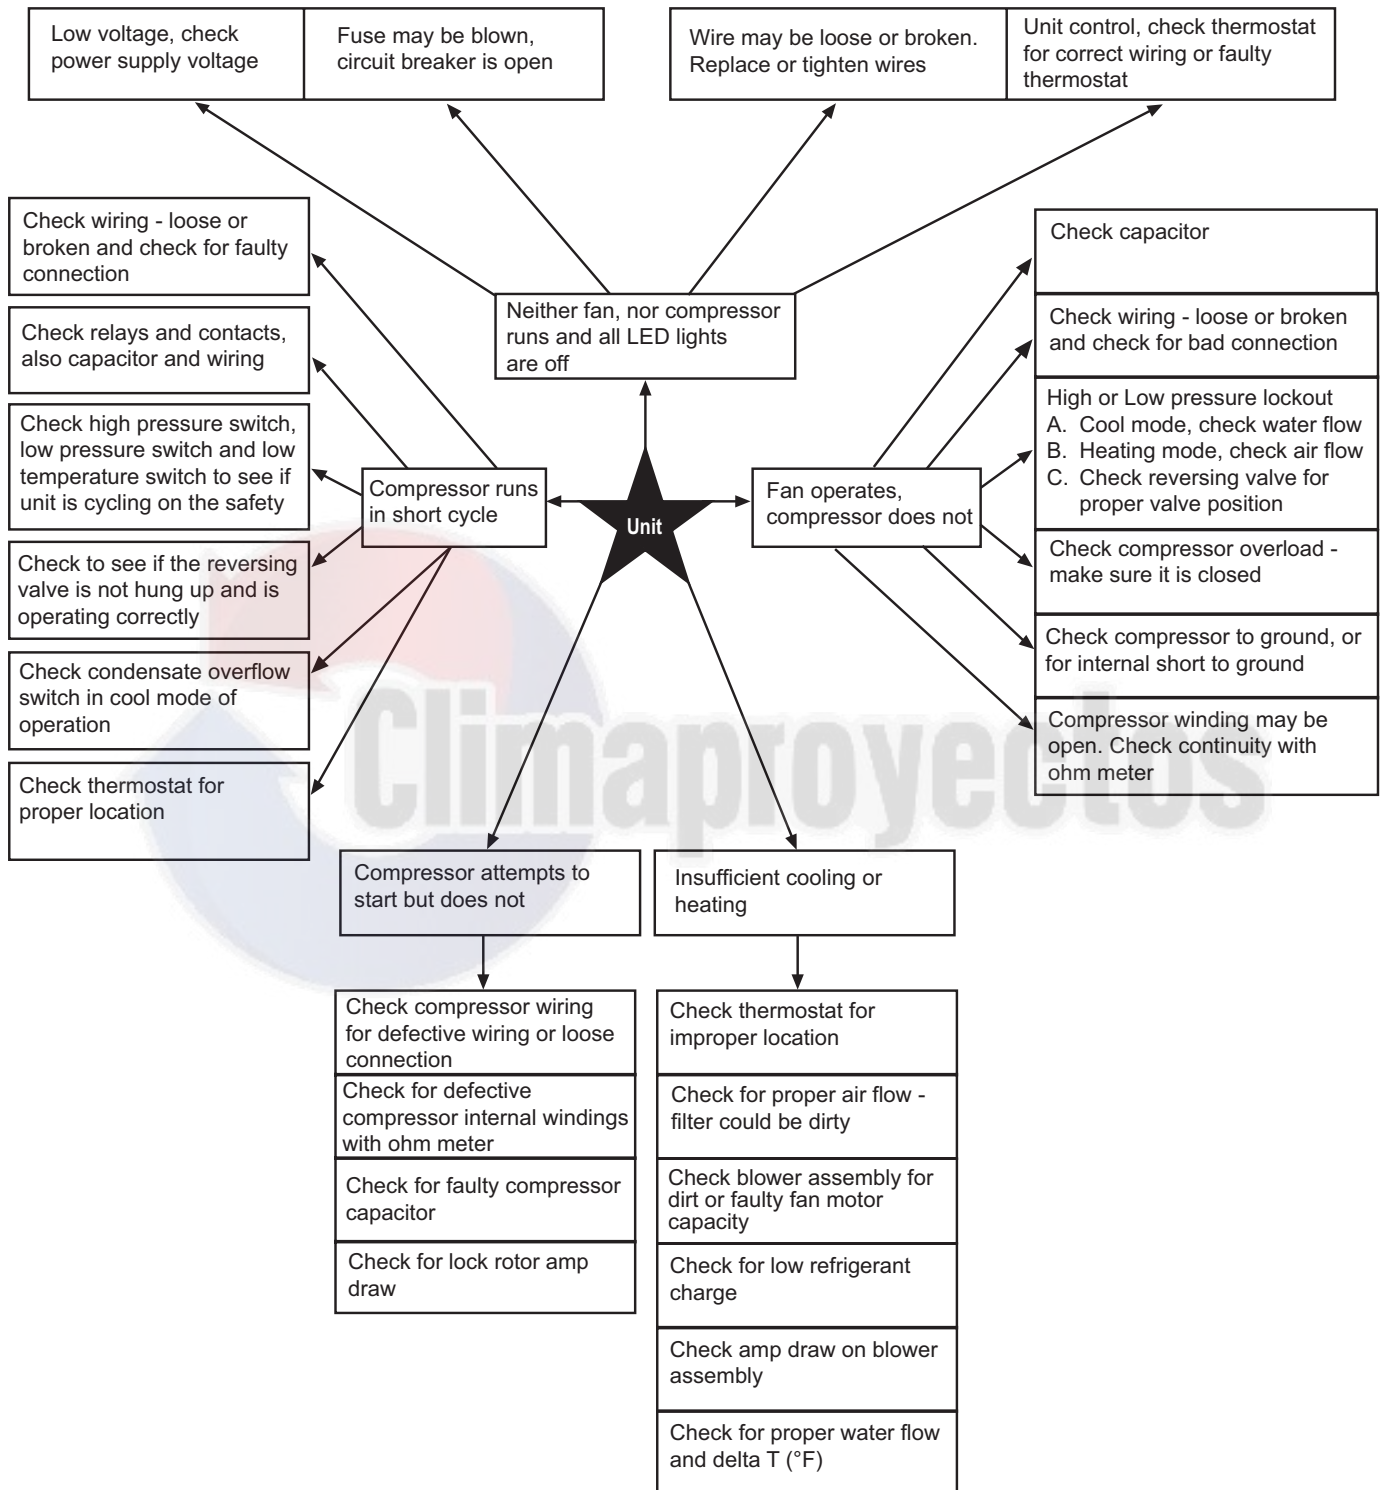 Low voltage, check
power supply voltage
Fuse may be blown,
circuit breaker is open
Wire may be loose or broken.
Replace or tighten wires
Unit control, check thermostat
for correct wiring or faulty
thermostat
Check wiring - loose or
broken and check for faulty
connection
Check relays and contacts,
also capacitor and wiring
Check high pressure switch,
low pressure switch and low
temperature switch to see if
unit is cycling on the safety
Check to see if the reversing
valve is not hung up and is
operating correctly
Check condensate overflow
switch in cool mode of
operation
Check thermostat for
proper location
Neither fan, nor compressor
runs and all LED lights
are off
Compressor runs
in short cycle
Unit
Fan operates,
compressor does not
Check capacitor
Check wiring - loose or broken
and check for bad connection
High or Low pressure lockout
A. Cool mode, check water flow
B. Heating mode, check air flow
C. Check reversing valve for
proper valve position
Check compressor overload -
make sure it is closed
Check compressor to ground, or
for internal short to ground
Compressor winding may be
open. Check continuity with
ohm meter
Climaproyectos
Compressor attempts to
start but does not
Insufficient cooling or
heating
Check compressor wiring
for defective wiring or loose
connection
Check for defective
compressor internal windings
with ohm meter
Check for faulty compressor
capacitor
Check for lock rotor amp
draw
Check thermostat for
improper location
Check for proper air flow -
filter could be dirty
Check blower assembly for
dirt or faulty fan motor
capacity
Check for low refrigerant
charge
Check amp draw on blower
assembly
Check for proper water flow
and delta T (°F)